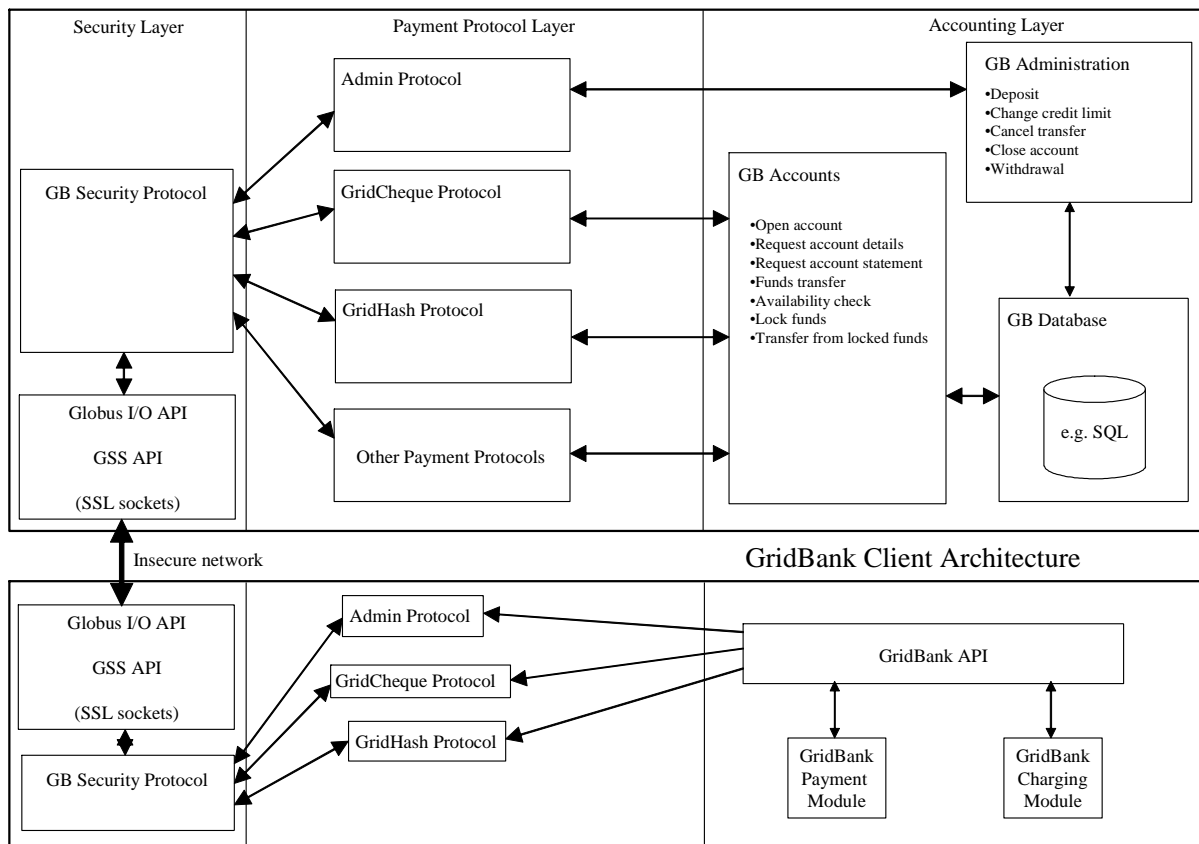 Security Layer
Payment Protocol Layer
Accounting Layer
Admin Protocol
GB Administration
•Deposit
•Change credit limit
•Cancel transfer
•Close account
•Withdrawal
GB Security Protocol
GridCheque Protocol
GB Accounts
•Open account
•Request account details
•Request account statement
•Funds transfer
•Availability check
•Lock funds
•Transfer from locked funds
GridHash Protocol
GB Database
e.g. SQL
Globus I/O API
GSS API
(SSL sockets)
Other Payment Protocols
Insecure network
GridBank Client Architecture
Globus I/O API
GSS API
(SSL sockets)
GB Security Protocol
Admin Protocol
GridCheque Protocol
GridHash Protocol
GridBank API
GridBank
Payment
Module
GridBank
Charging
Module